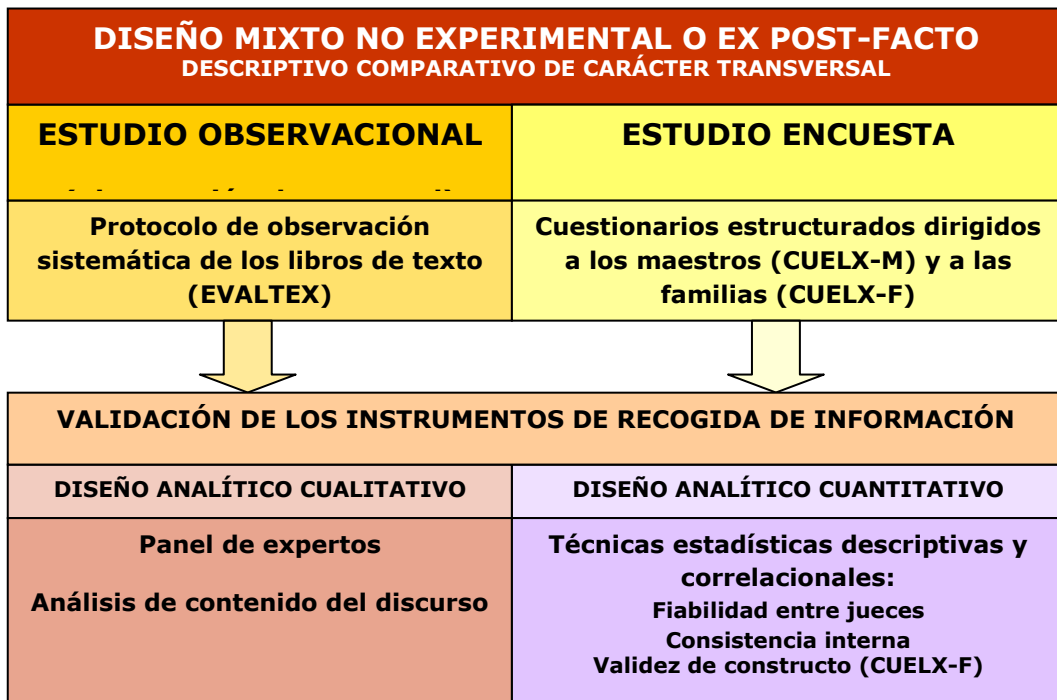 DISEÑO MIXTO NO EXPERIMENTAL O EX POST-FACTO
DESCRIPTIVO COMPARATIVO DE CARÁCTER TRANSVERSAL
ESTUDIO OBSERVACIONAL
ESTUDIO ENCUESTA
Protocolo de observación
sistemática de los libros de texto
(EVALTEX)
Cuestionarios estructurados dirigidos
a los maestros (CUELX-M) y a las
familias (CUELX-F)
VALIDACIÓN DE LOS INSTRUMENTOS DE RECOGIDA DE INFORMACIÓN
DISEÑO ANALÍTICO CUALITATIVO
DISEÑO ANALÍTICO CUANTITATIVO
Panel de expertos
Análisis de contenido del discurso
Técnicas estadísticas descriptivas y
correlacionales:
Fiabilidad entre jueces
Consistencia interna
Validez de constructo (CUELX-F)